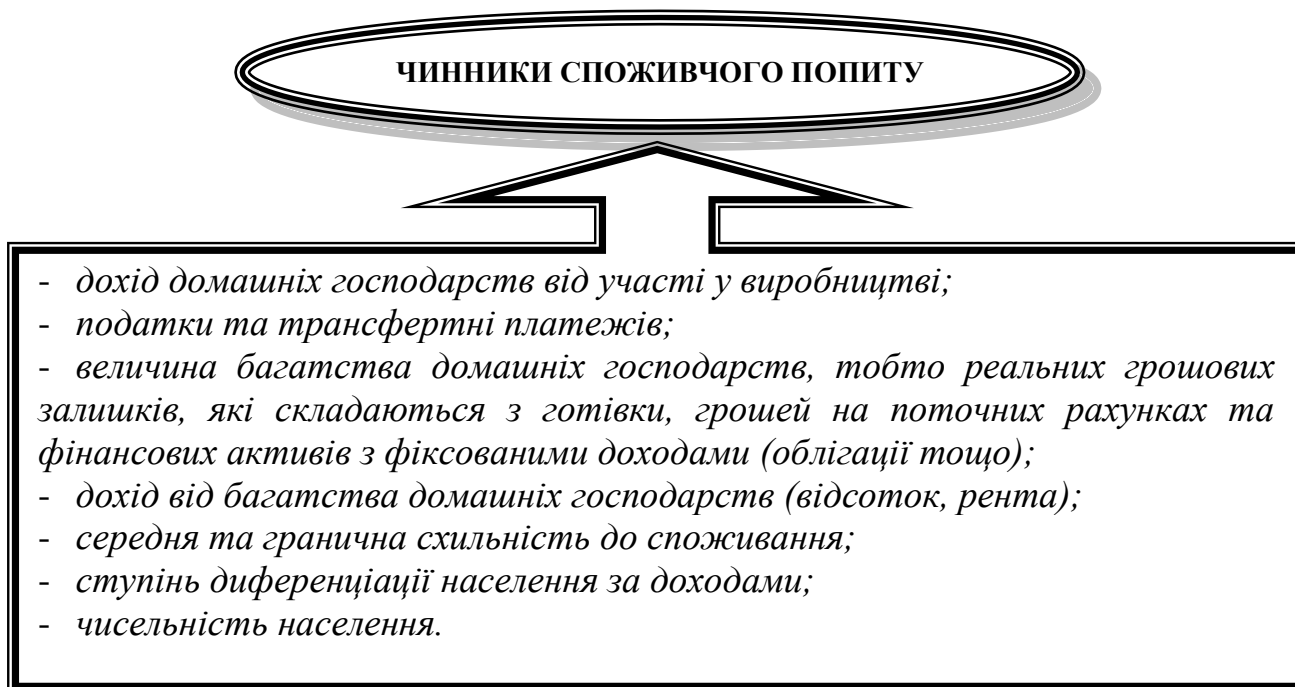 ЧИННИКИ СПОЖИВЧОГО ПОПИТУ
- дохід домашніх господарств від участі у виробництві;
- податки та трансфертні платежів;
- величина багатства домашніх господарств, тобто реальних грошових
залишків, які складаються з готівки, грошей на поточних рахунках та
фінансових активів з фіксованими доходами (облігації тощо);
- дохід від багатства домашніх господарств (відсоток, рента);
- середня та гранична схильність до споживання;
- ступінь диференціації населення за доходами;
- чисельність населення.